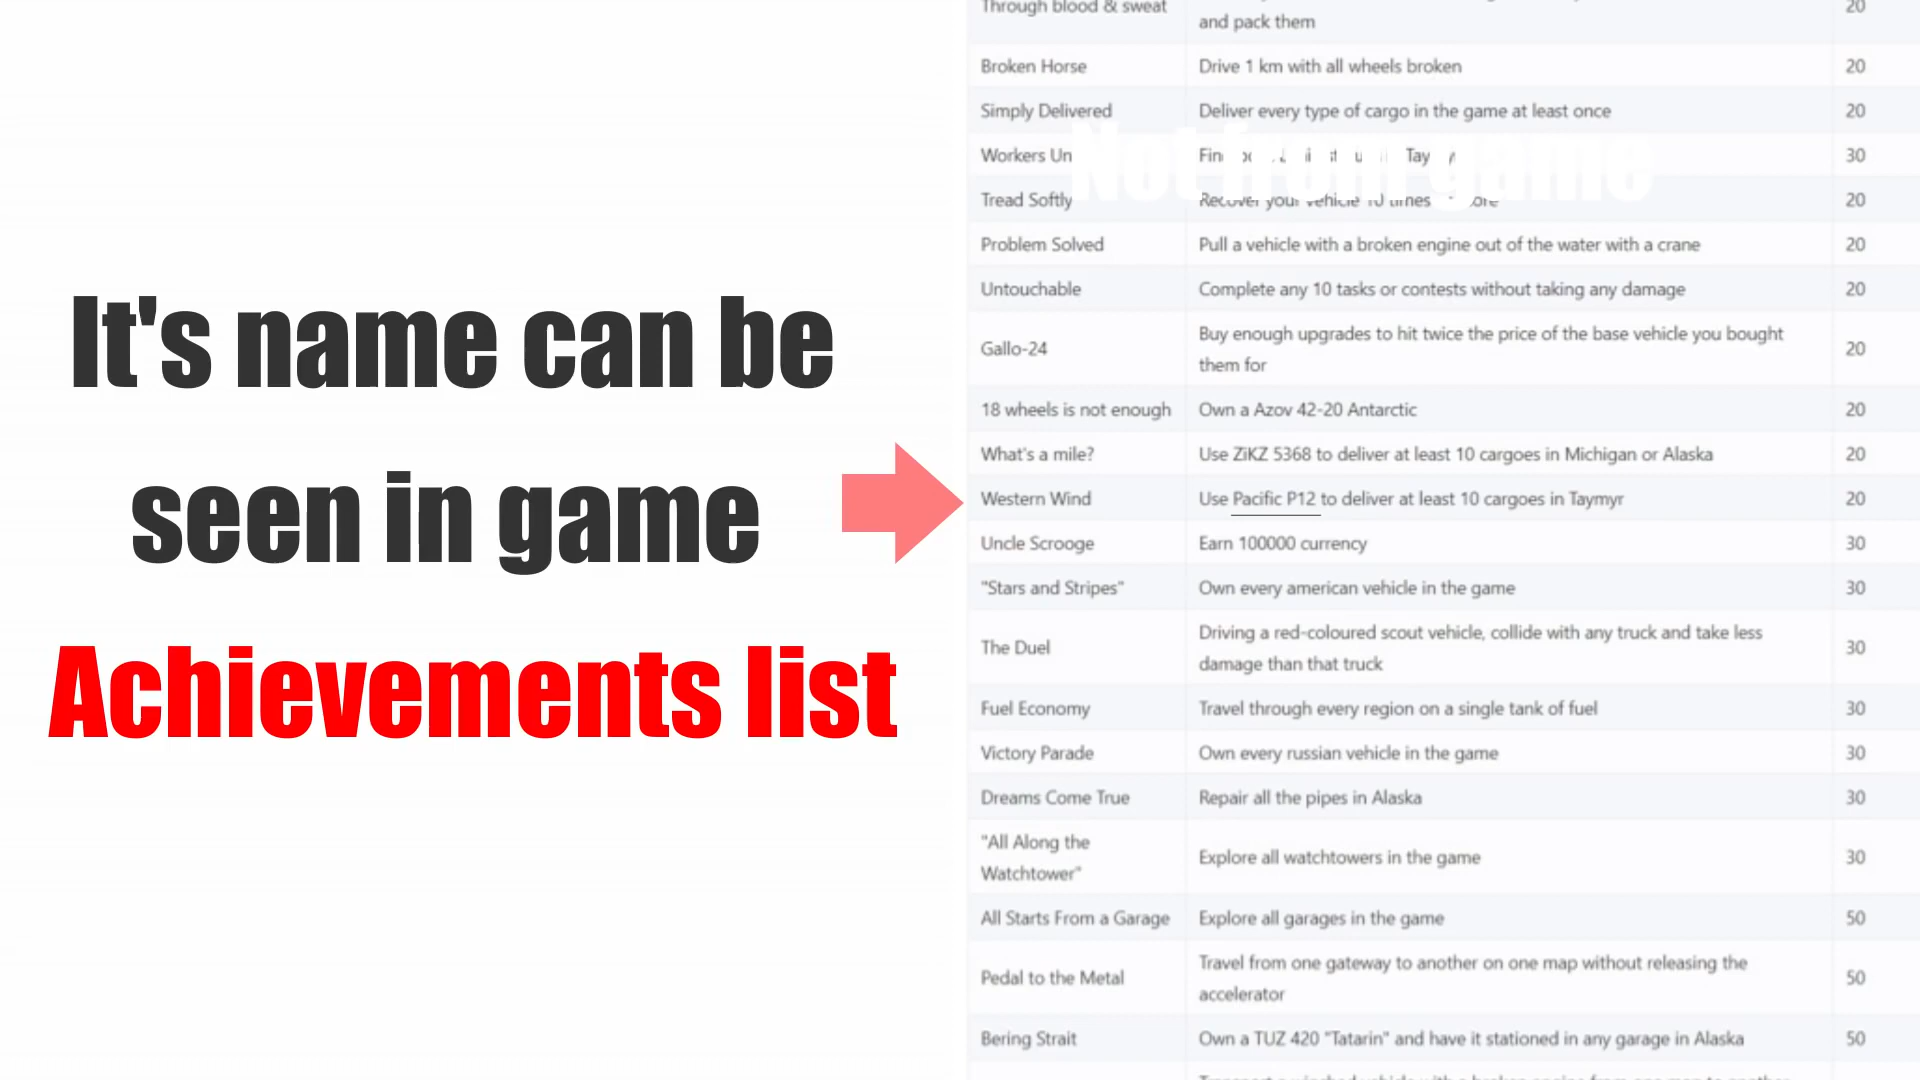 It's name can be
seen in game
Achievements list
Through blood & sweat
and pack them
20
Broken Horse Drive 1 km with all wheels broken 20
Simply Delivered Deliver every type of cargo in the game at least once 20
Not from game
Workers 30
Tread Softly Recover your vehicle 10 times 20
Problem Solved Pull a vehicle with a broken engine out of the water with a crane 20
Untouchable Complete any 10 tasks or contests without taking any damage 20
Gallo-24 Buy enough upgrades to hit twice the price of the base vehicle you bought
them for 20
18 wheels is not enough Own a Azov 42-20 Antarctic 20
What's a mile? Use ZiKZ 5368 to deliver at least 10 cargoes in Michigan or Alaska 20
Western Wind Use Pacific P12 to deliver at least 10 cargoes in Taymyr 20
Uncle Scrooge Earn 100000 currency 30
"Stars and Stripes" Own every american vehicle in the game 30
The Duel Driving a red-coloured scout vehicle, collide with any truck and take less
damage than that truck 30
Fuel Economy Travel through every region on a single tank of fuel 30
Victory Parade Own every russian vehicle in the game 30
Dreams Come True Repair all the pipes in Alaska 30
"All Along the
Watchtower" Explore all watchtowers in the game 30
All Starts From a Garage Explore all garages in the game 50
Pedal to the Metal Travel from one gateway to another on one map without releasing the
accelerator 50
Bering Strait Own a TUZ 420 "Tatarin" and have it stationed in any garage in Alaska 50